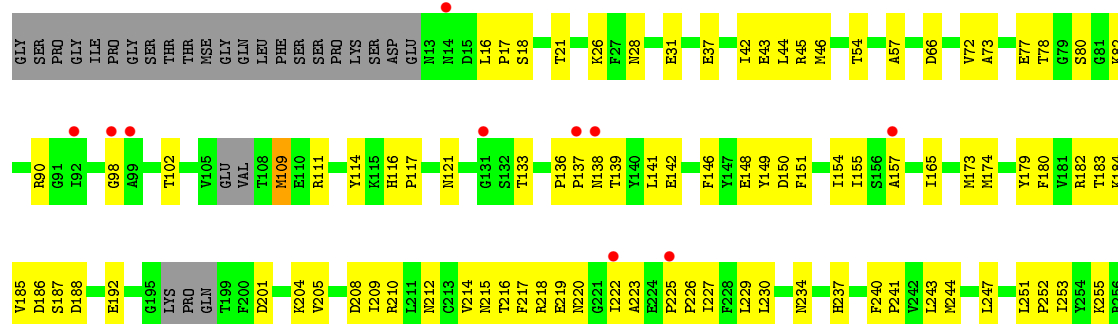 GLY SER PRO GLY ILE PRO GLY SER THR THR MSE GLY GLN LEU PHE SER SER PRO LYS SER ASP GLU N13 N14 D15 L16 P17 S18 T21 K26 F27 N28 E31 E37 I42 E43 L44 R45 M46 T54 A57 D66 V72 A73 E77 T78 G79 S80 G81 K82
R90 G91 I92 G98 A99 T102 V105 GLU VAL T108 M109 E110 R111 Y114 K115 H116 P117 N121 G131 S132 T133 P136 P137 N138 T139 Y140 L141 E142 F146 Y147 E148 Y149 D150 F151 I154 I155 S156 A157 I165 M173 M174 Y179 F180 V181 R182 T183 K184
V185 D186 S187 D188 E192 G195 LYS PRO GLN T199 F200 D201 K204 V205 D208 I209 R210 L211 N212 C213 V214 N215 T216 F217 R218 E219 N220 G221 I222 A223 E224 P225 P226 I227 F228 L229 L230 N234 H237 F240 P241 V242 L243 M244 L247 L251 P252 I253 Y254 K255